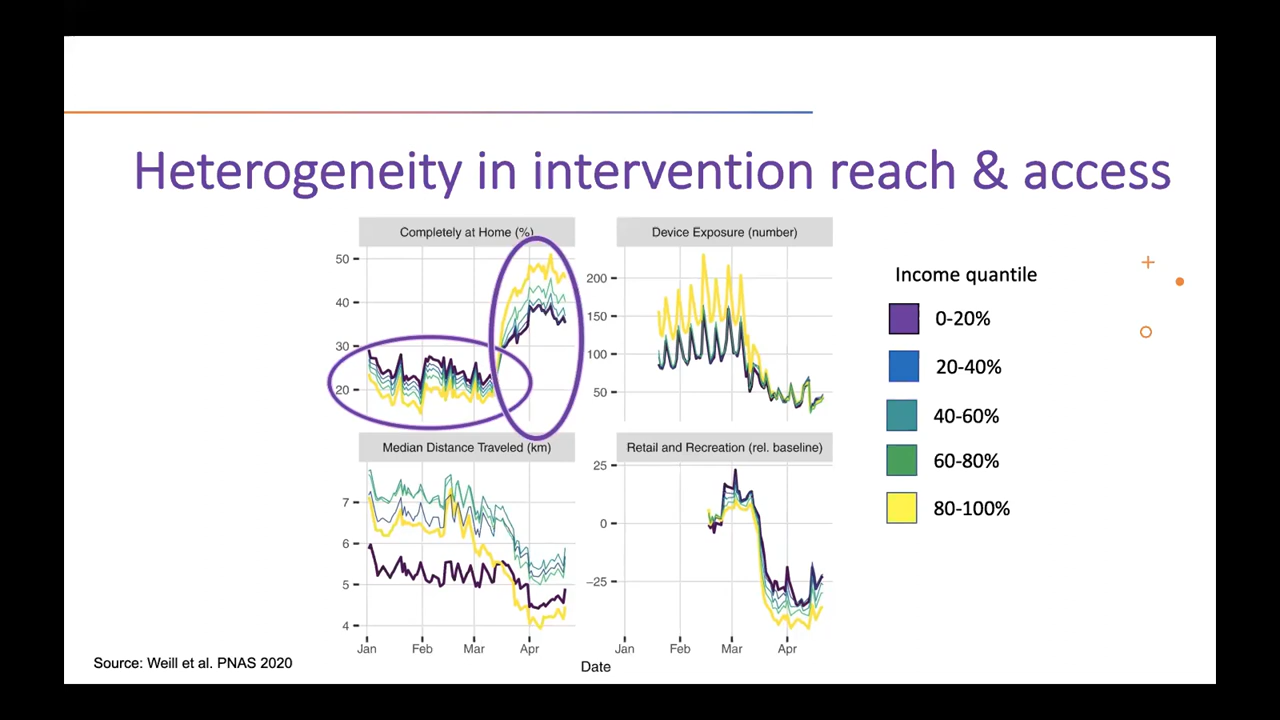 Heterogeneity in intervention reach & access
Completely at Home (%)
50
40
30
20
Device Exposure (number)
200
150
100
50
Median Distance Traveled (km)
7
6
5
4
Jan Feb Mar Apr
Retail and Recreation (rel. baseline)
25
0
−25
Jan Feb Mar Apr
Date
Income quantile
0-20%
20-40%
40-60%
60-80%
80-100%
Source: Weill et al. PNAS 2020